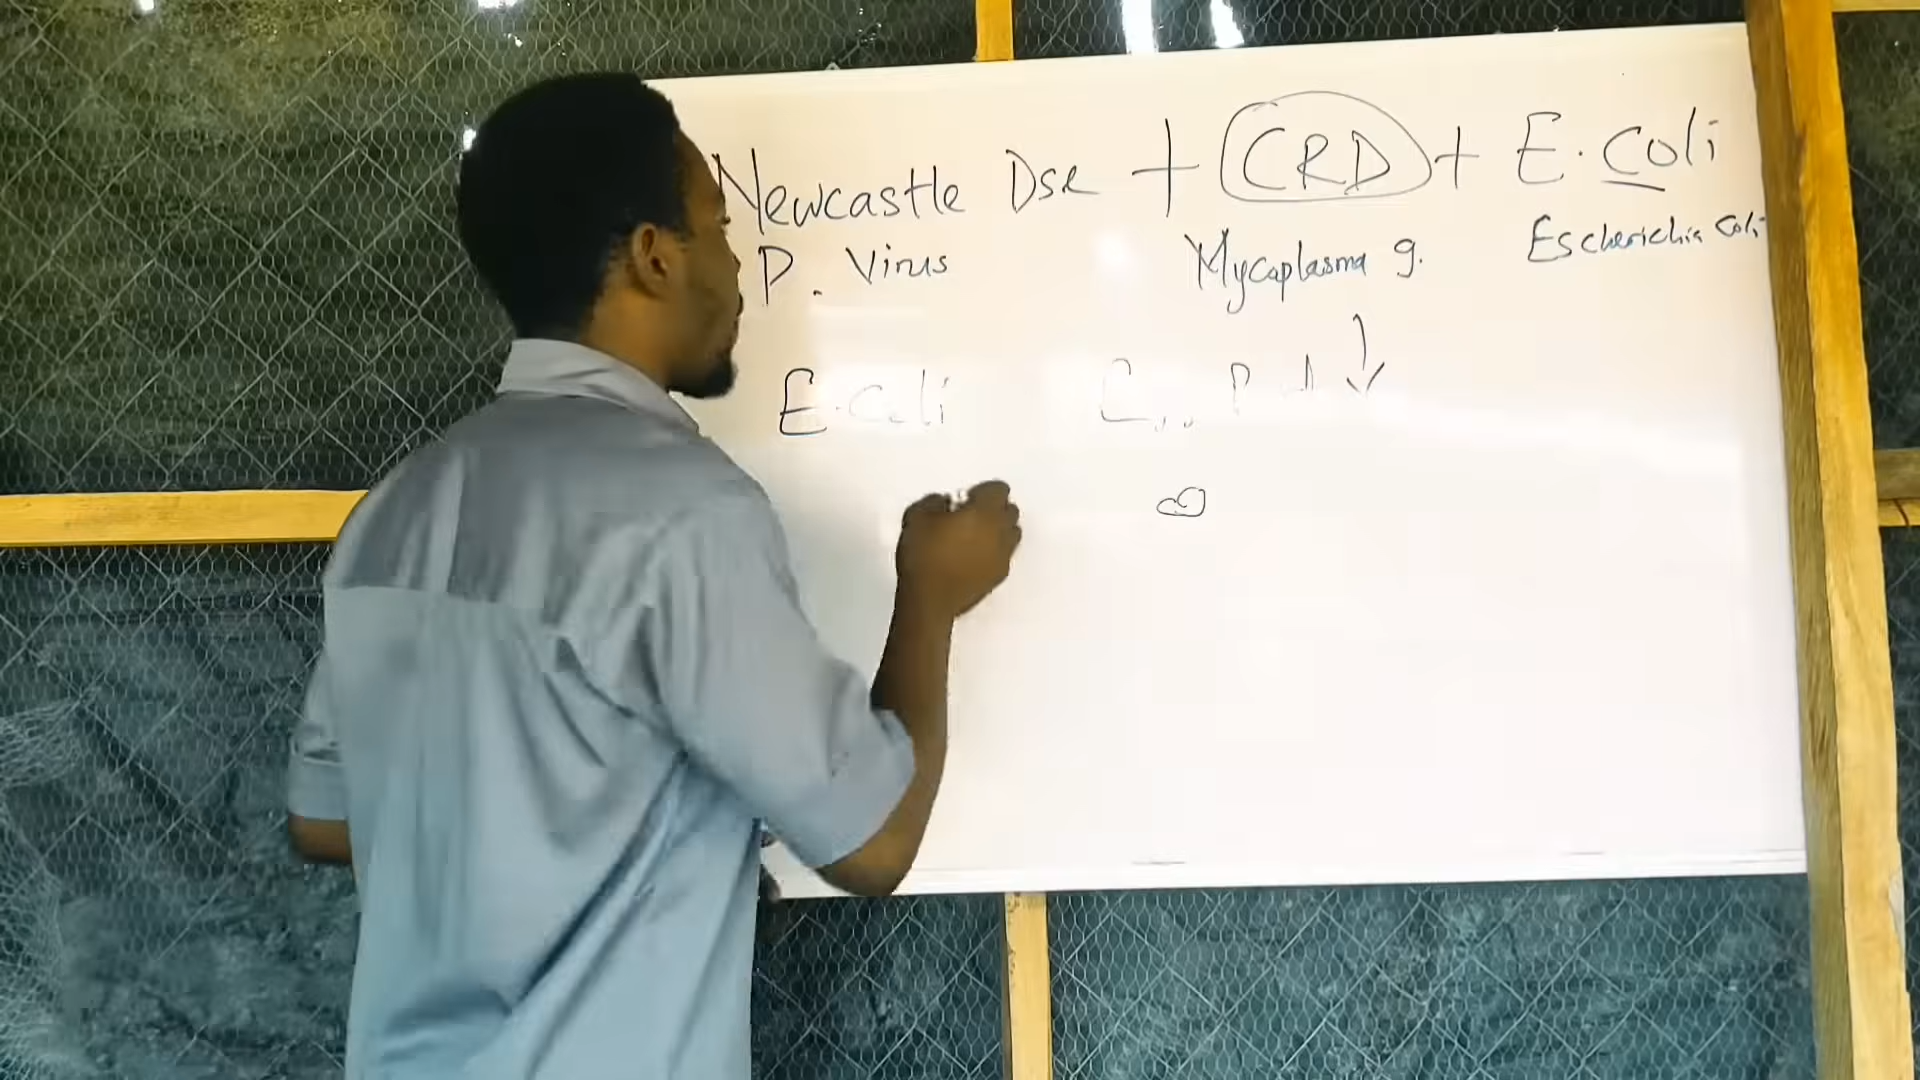 Newcastle Dse + CRD + E. Coli
P. Virus Mycoplasma g. Escherichia Coli
E. Coli